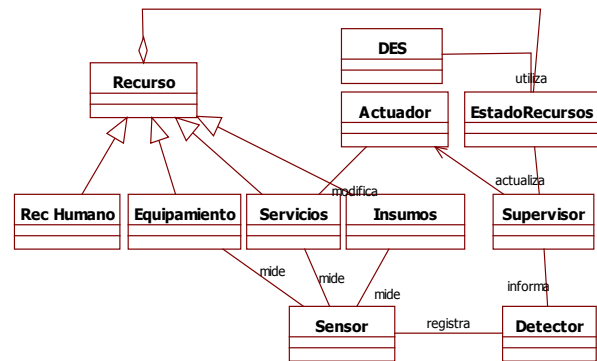 DES
utiliza
Recurso
Actuador
EstadoRecursos
modifica
actualiza
Rec Humano
Equipamiento
Servicios
Insumos
Supervisor
mide
mide
mide
informa
Sensor
registra
Detector